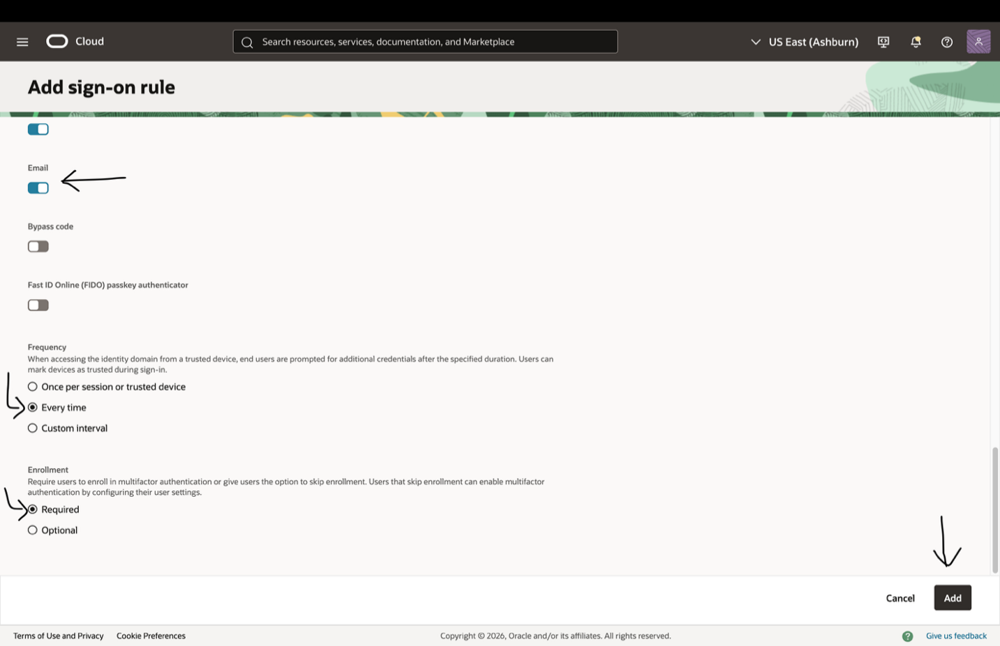 Cloud
Search resources, services, documentation, and Marketplace
US East (Ashburn)
Add sign-on rule
Email
Bypass code
Fast ID Online (FIDO) passkey authenticator
Frequency
When accessing the identity domain from a trusted device, end users are prompted for additional credentials after the specified duration. Users can
mark devices as trusted during sign-in.
Once per session or trusted device
Every time
Custom interval
Enrollment
Require users to enroll in multifactor authentication or give users the option to skip enrollment. Users that skip enrollment can enable multifactor
authentication by configuring their user settings.
Required
Optional
Cancel
Add
Terms of Use and Privacy
Cookie Preferences
Copyright © 2026, Oracle and/or its affiliates. All rights reserved.
Give us feedback